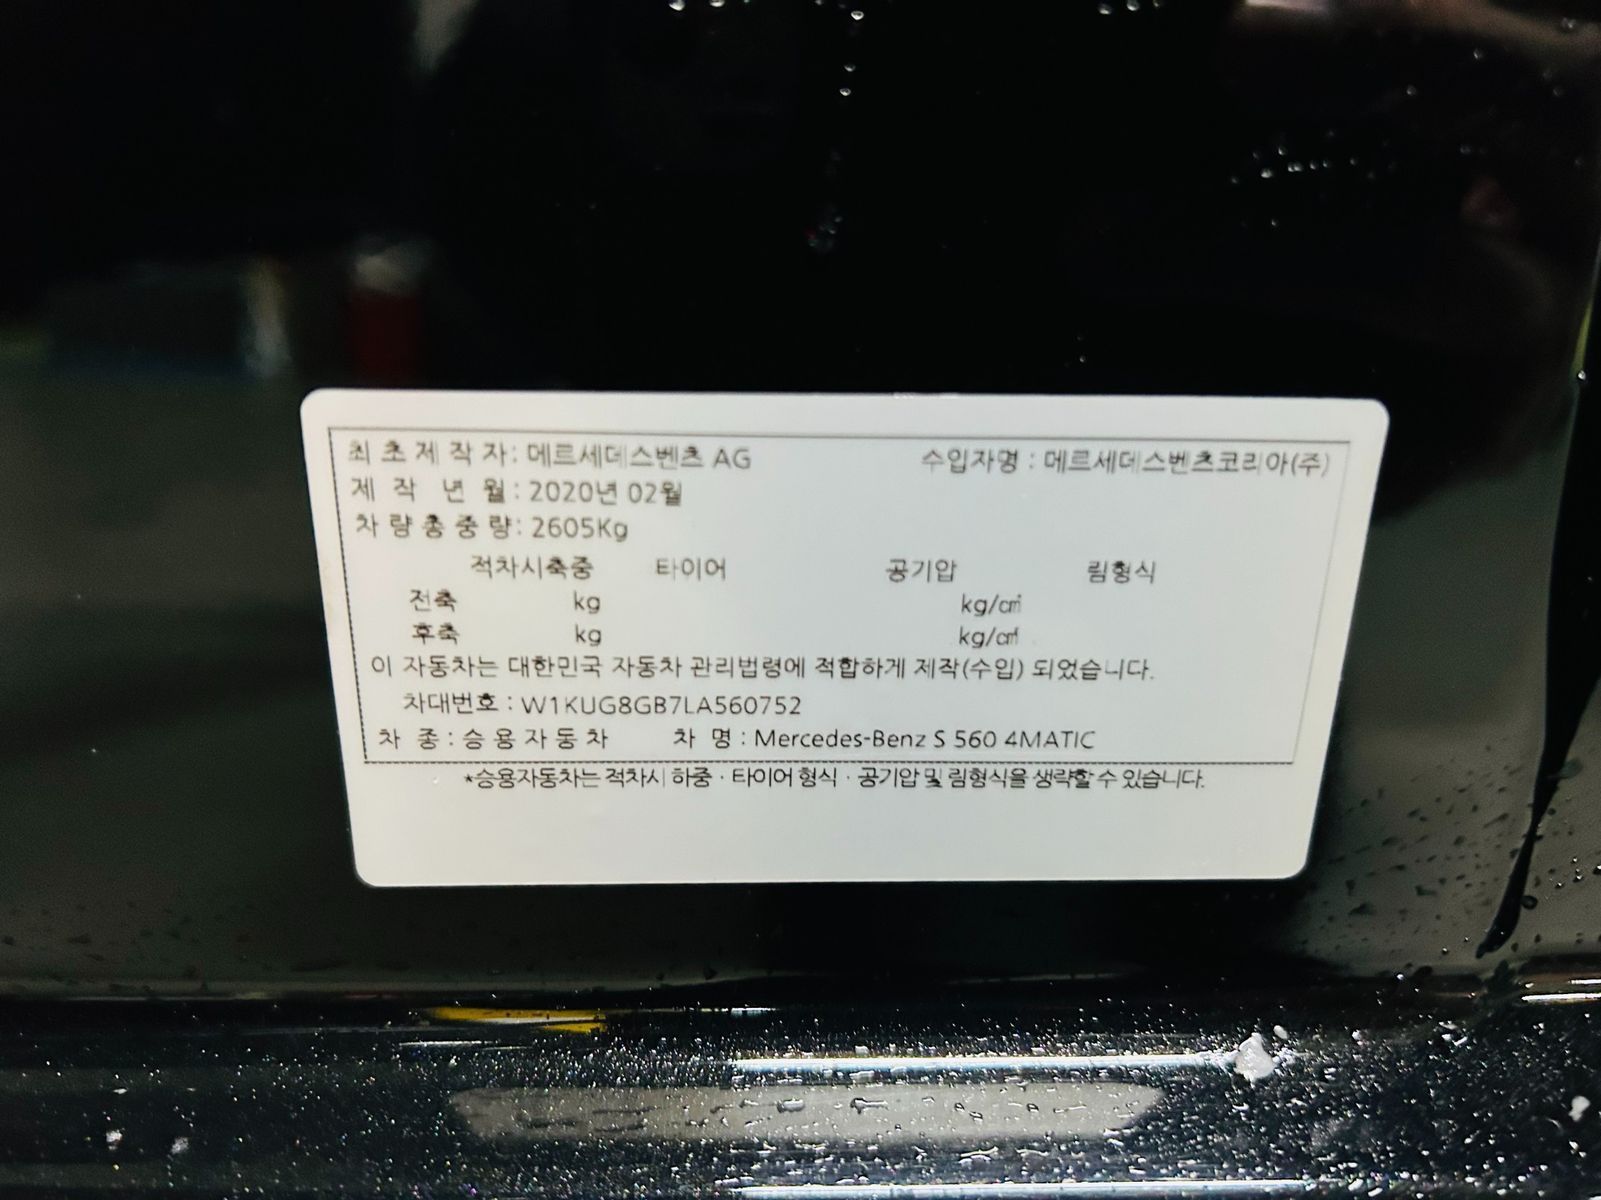 최 초 제 작 자 : 메르세데스벤츠 AG 수입자명 : 메르세데스벤츠코리아(주)
제 작 년 월 : 2020년 02월
차 량 총 중 량 : 2605Kg
적차시축중 타이어 공기압 림형식
전축 kg kg/㎠
후축 kg kg/㎠
이 자동차는 대한민국 자동차 관리법령에 적합하게 제작(수입) 되었습니다.
차대번호 : W1KUG8GB7LA560752
차 종 : 승 용 자 동 차 차 명 : Mercedes-Benz S 560 4MATIC
*승용자동차는 적차시 하중 · 타이어 형식 · 공기압 및 림형식을 생략할 수 있습니다.